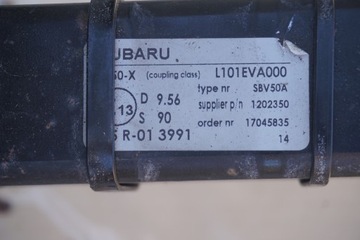 UBARU
50-X (coupling class) L101EVA000
type nr SBV50A
13 D 9.56 supplier p/n 1202350
S 90 order nr 17045835
R-01 3991 14